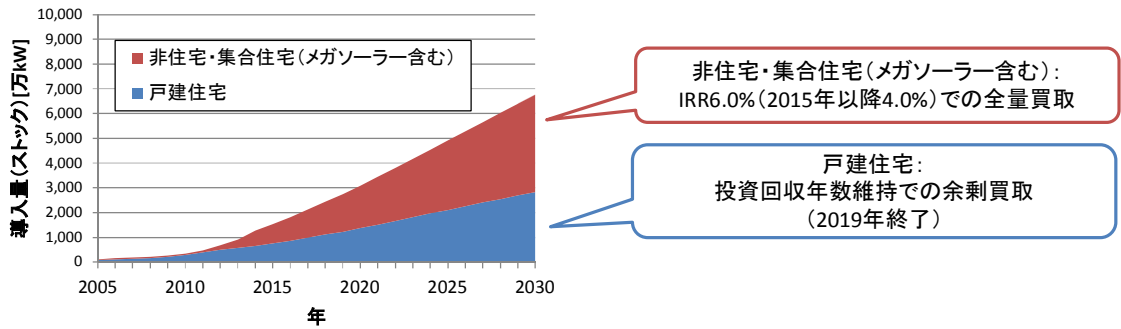 導入量(ストック)[万kW]
10,000
9,000
8,000
7,000
6,000
5,000
4,000
3,000
2,000
1,000
0
非住宅・集合住宅(メガソーラー含む)
戸建住宅
2005 2010 2015 2020 2025 2030
年
非住宅・集合住宅(メガソーラー含む):
IRR6.0%(2015年以降4.0%)での全量買取
戸建住宅:
投資回収年数維持での余剰買取
(2019年終了)